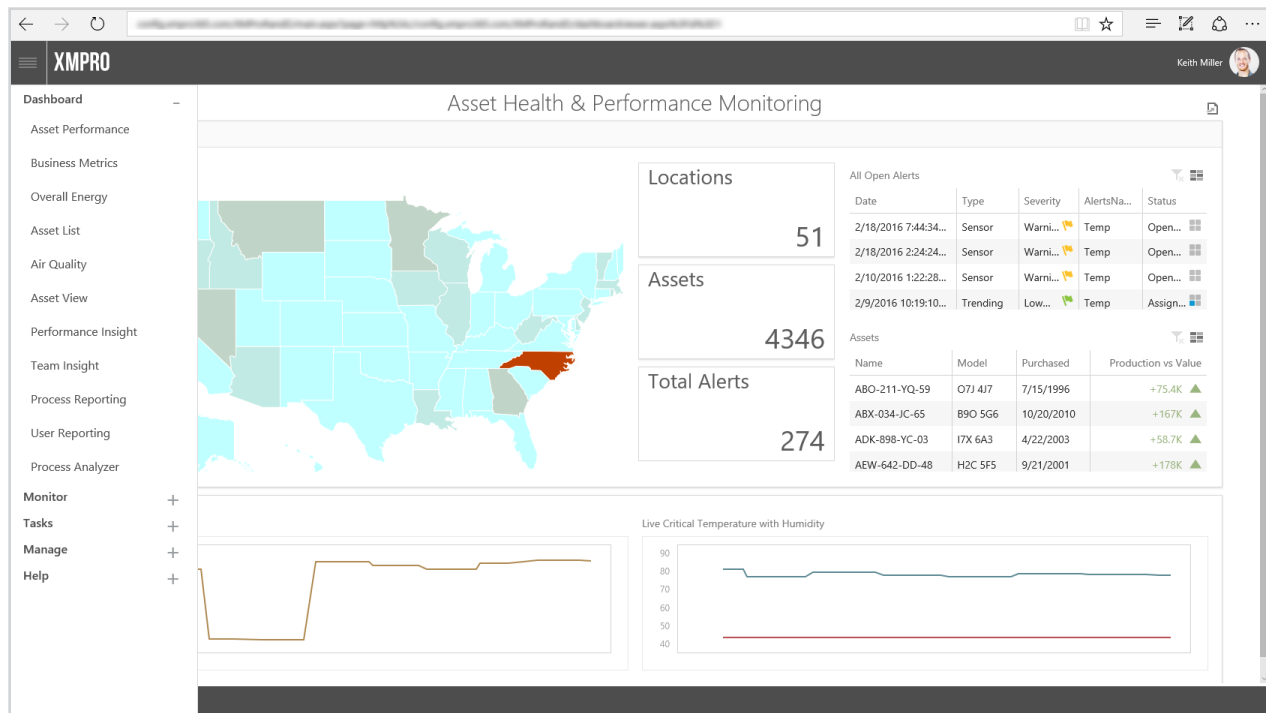 XMPRO
Keith Miller
Dashboard
Asset Performance
Business Metrics
Overall Energy
Asset List
Air Quality
Asset View
Performance Insight
Team Insight
Process Reporting
User Reporting
Process Analyzer
Monitor
Tasks
Manage
Help
Asset Health & Performance Monitoring
Locations
51
Assets
4346
Total Alerts
274
All Open Alerts
Date Type Severity AlertsNa... Status
2/18/2016 7:44:34... Sensor Warni... Temp Open...
2/18/2016 2:24:24... Sensor Warni... Temp Open...
2/10/2016 1:22:28... Sensor Warni... Temp Open...
2/9/2016 10:19:10... Trending Low... Temp Assign...
Assets
Name Model Purchased Production vs Value
ABO-211-YQ-59 O7J 4J7 7/15/1996 +75.4K
ABX-034-JC-65 B9O 5G6 10/20/2010 +167K
ADK-898-YC-03 I7X 6A3 4/22/2003 +58.7K
AEW-642-DD-48 H2C 5F5 9/21/2001 +178K
Live Critical Temperature with Humidity
90
80
70
60
50
40